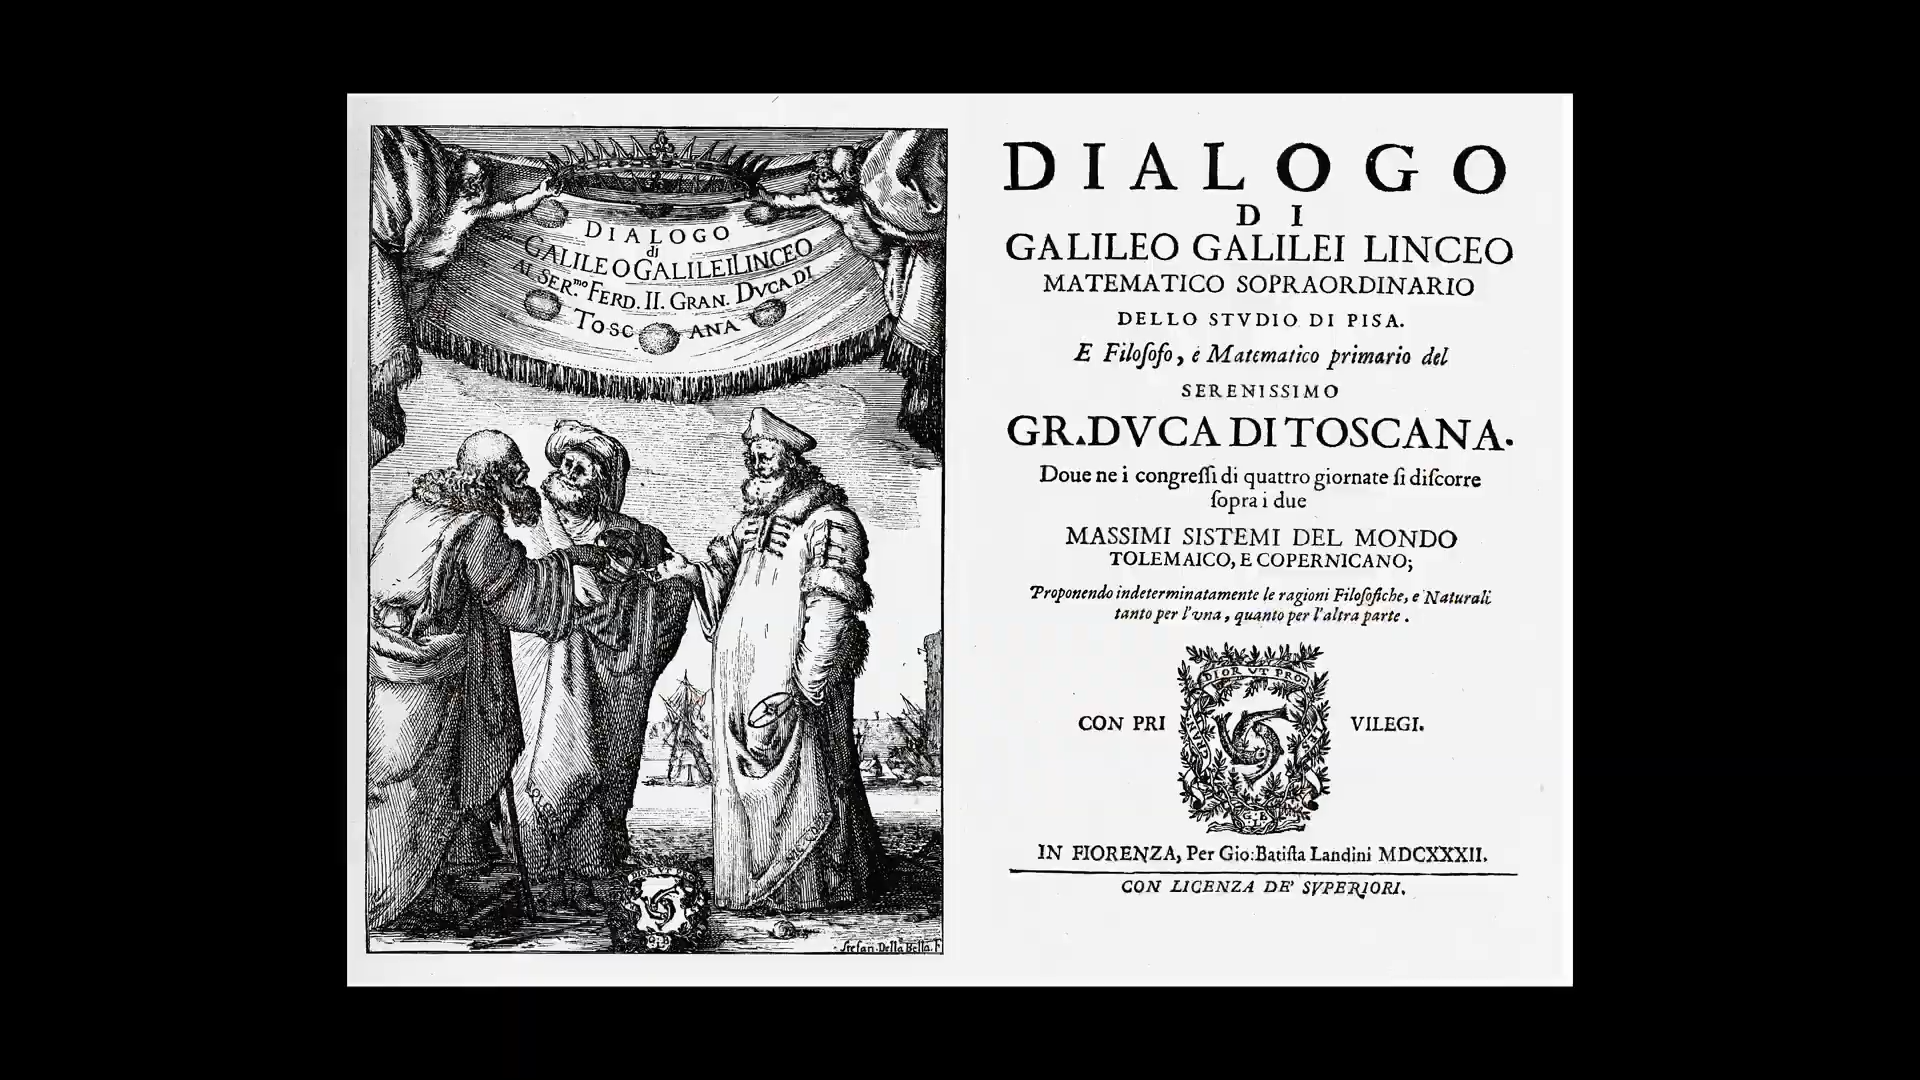 DIALOGO
di
GALILEO GALILEI LINCEO
AL SER.mo FERD. II. GRAN. DVCA DI
TOSCANA
Stefan. Della Bella. F
DIALOGO
DI
GALILEO GALILEI LINCEO
MATEMATICO SOPRAORDINARIO
DELLO STVDIO DI PISA.
E Filoſofo, e Matematico primario del
SERENISSIMO
GR.DVCA DI TOSCANA.
Doue ne i congreſſi di quattro giornate ſi diſcorre
ſopra i due
MASSIMI SISTEMI DEL MONDO
TOLEMAICO, E COPERNICANO;
Proponendo indeterminatamente le ragioni Filoſofiche, e Naturali
tanto per l'vna, quanto per l'altra parte.
CON PRI VILEGI.
IN FIORENZA, Per Gio:Batiſta Landini MDCXXXII.
CON LICENZA DE' SVPERIORI.